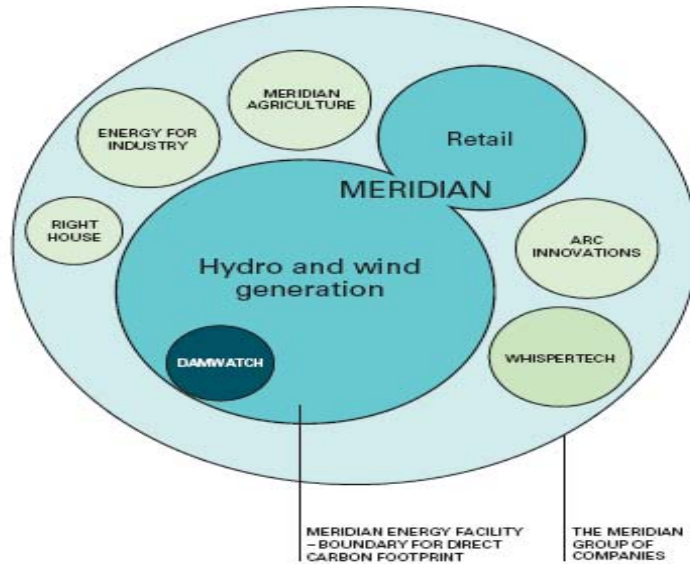 MERIDIAN
AGRICULTURE
ENERGY FOR
INDUSTRY
Retail
MERIDIAN
RIGHT
HOUSE
ARC
INNOVATIONS
Hydro and wind
generation
DAMWATCH
WHISPERTECH
MERIDIAN ENERGY FACILITY
– BOUNDARY FOR DIRECT
CARBON FOOTPRINT
THE MERIDIAN
GROUP OF
COMPANIES